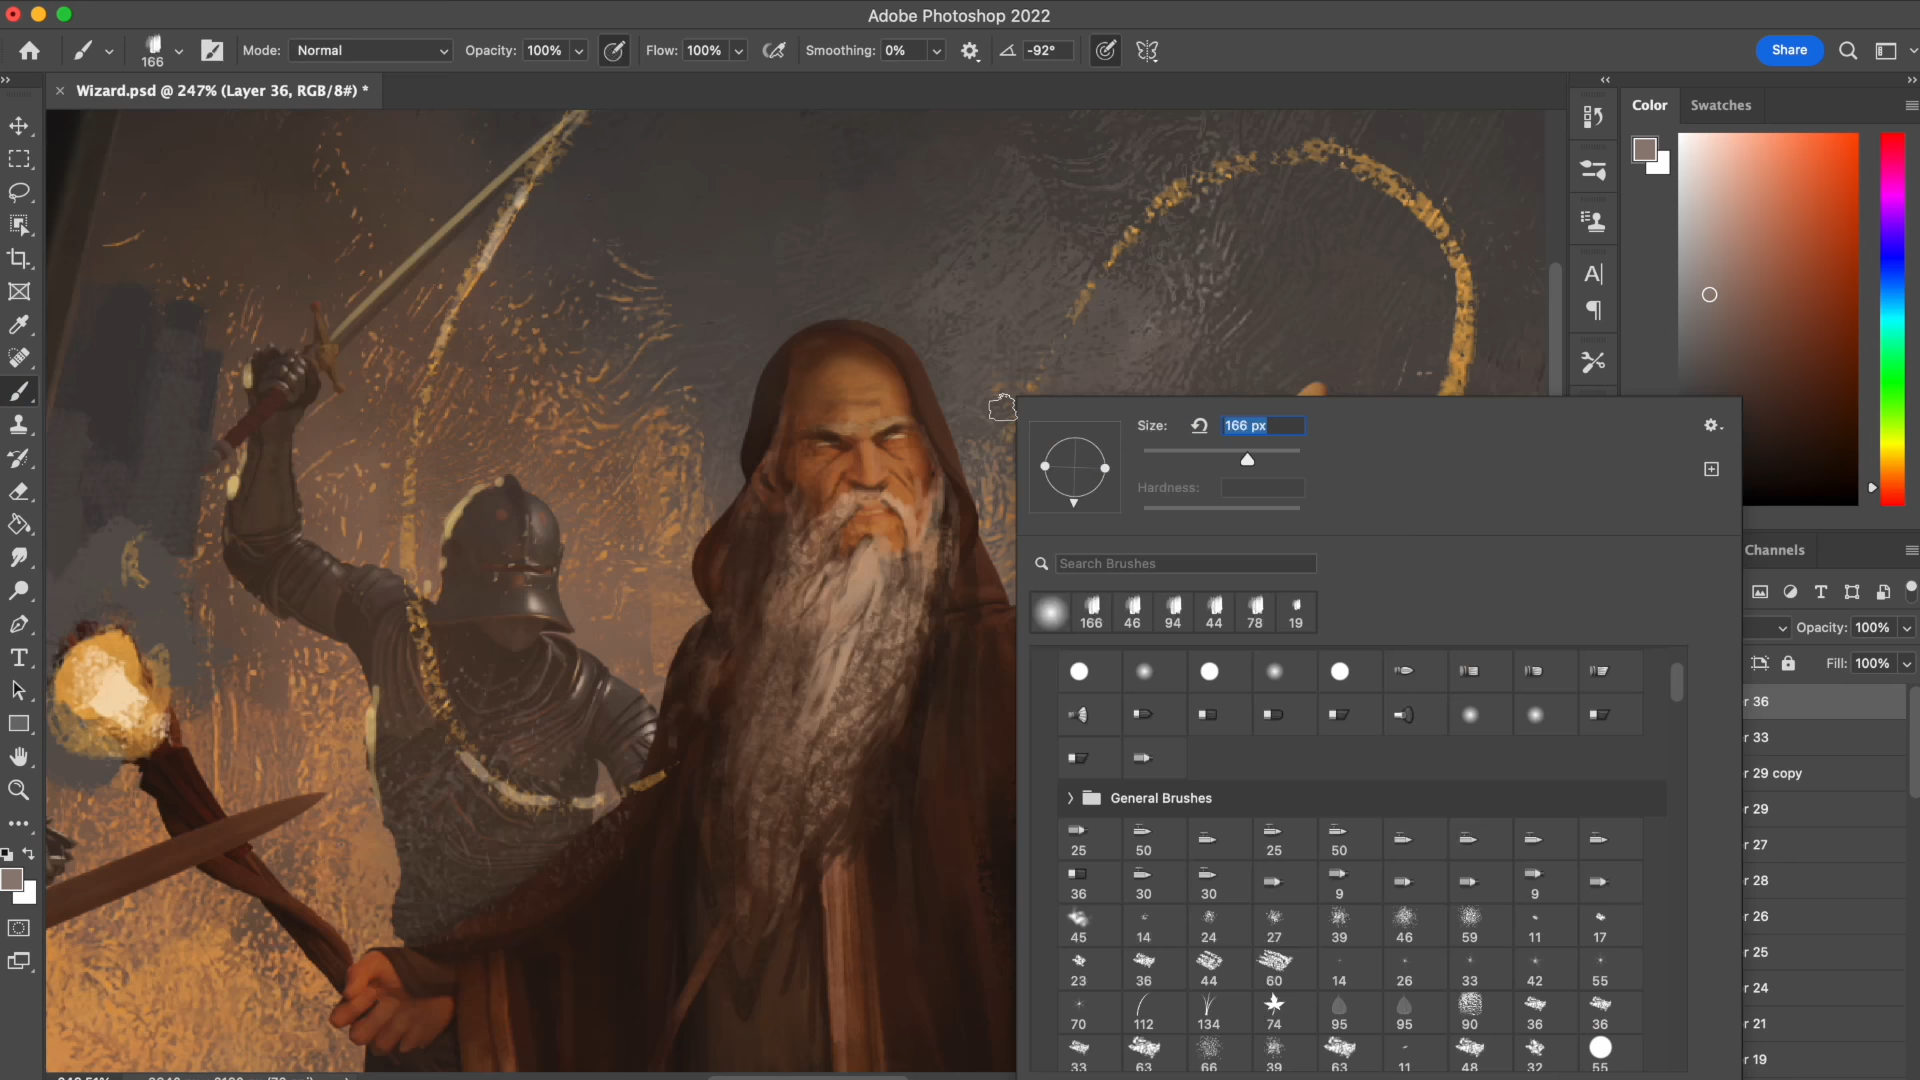 Adobe Photoshop 2022
166
Mode: Normal
Opacity: 100%
Flow: 100%
Smoothing: 0%
-92°
Share
Wizard.psd @ 247% (Layer 36, RGB/8#) *
Color
Swatches
Size: 166 px
Hardness:
Search Brushes
166 46 94 44 78 19
General Brushes
25 50 25 50
36 30 30 9 9
45 14 24 27 39 46 59 11 17
23 36 44 60 14 26 33 42 55
70 112 134 74 95 95 90 36 36
33 63 66 39 63 11 48 32 55
Channels
Opacity: 100%
Fill: 100%
r 36
r 33
r 29 copy
r 29
r 27
r 28
r 26
r 25
r 24
r 21
r 19